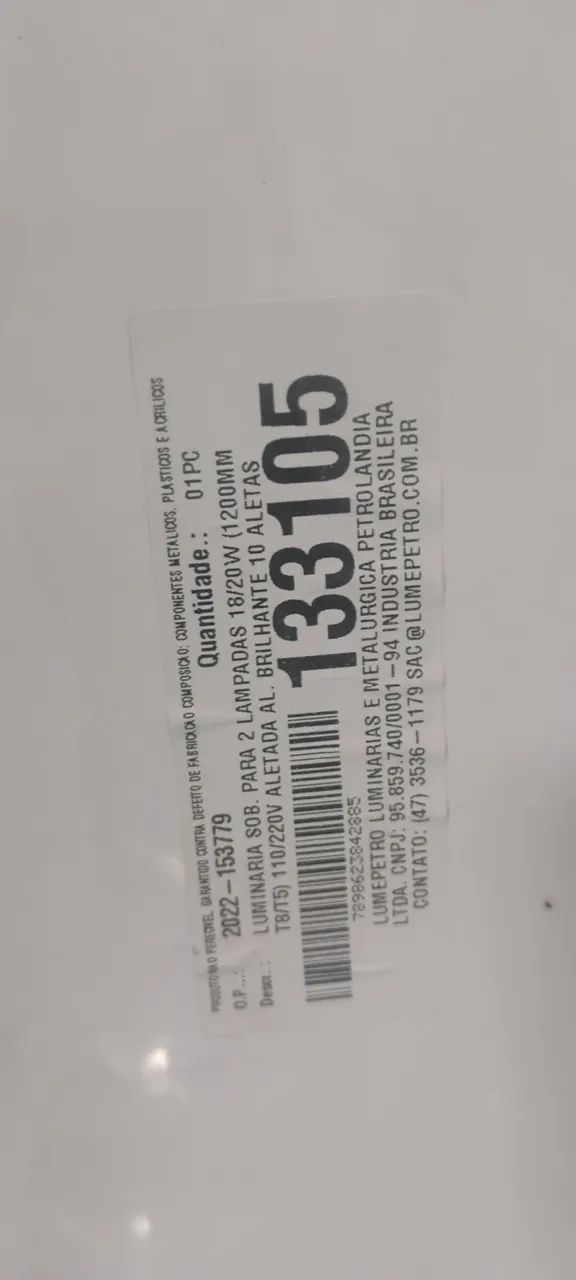 PRODUTO NÃO PERECÍVEL GARANTIDO CONTRA DEFEITO DE FABRICAÇÃO COMPOSIÇÃO: COMPONENTES METALICOS, PLASTICOS E ACRILICOS
O.P...: 2022-153779 Quantidade.: 01PC
Descr.: LUMINARIA SOB. PARA 2 LAMPADAS 18/20W (1200MM
T8/T5) 110/220V ALETADA AL. BRILHANTE 10 ALETAS
133105
7898623842885
LUMEPETRO LUMINARIAS E METALURGICA PETROLANDIA
LTDA. CNPJ: 95.859.740/0001-94 INDUSTRIA BRASILEIRA
CONTATO: (47) 3536-1179 SAC@LUMEPETRO.COM.BR